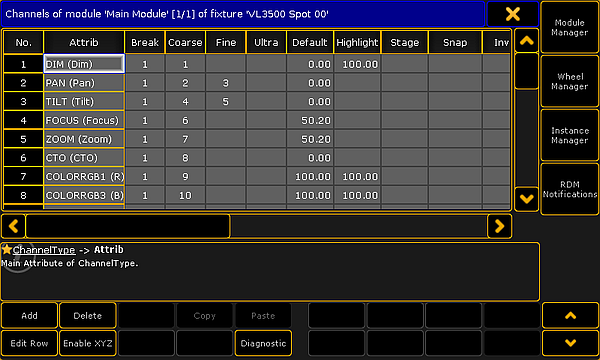 Channels of module 'Main Module' [1/1] of fixture 'VL3500 Spot 00'
Module Manager
Wheel Manager
Instance Manager
RDM Notifications
No. Attrib Break Coarse Fine Ultra Default Highlight Stage Snap Inv
1 DIM (Dim) 1 1 0.00 100.00
2 PAN (Pan) 1 2 3 0.00
3 TILT (Tilt) 1 4 5 0.00
4 FOCUS (Focus) 1 6 50.20
5 ZOOM (Zoom) 1 7 50.20
6 CTO (CTO) 1 8 0.00
7 COLORRGB1 (R) 1 9 100.00 100.00
8 COLORRGB3 (B) 1 10 100.00 100.00
ChannelType -> Attrib
Main Attribute of ChannelType.
Add Delete Copy Paste
Edit Row Enable XYZ Diagnostic